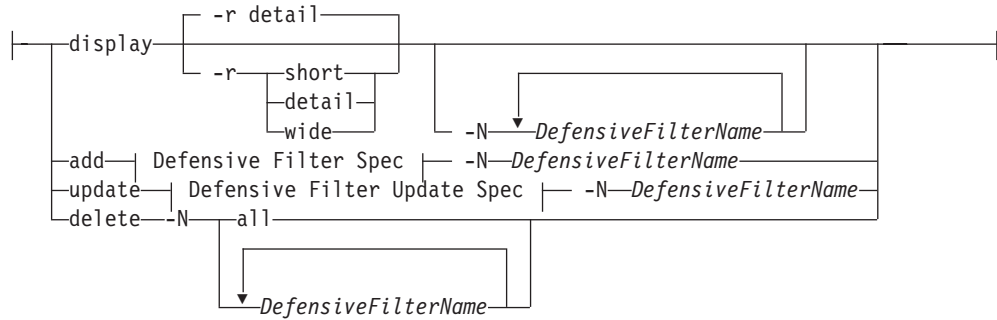 -r detail
display
-r short
detail
wide
-N DefensiveFilterName
add Defensive Filter Spec -N DefensiveFilterName
update Defensive Filter Update Spec -N DefensiveFilterName
delete -N all
DefensiveFilterName